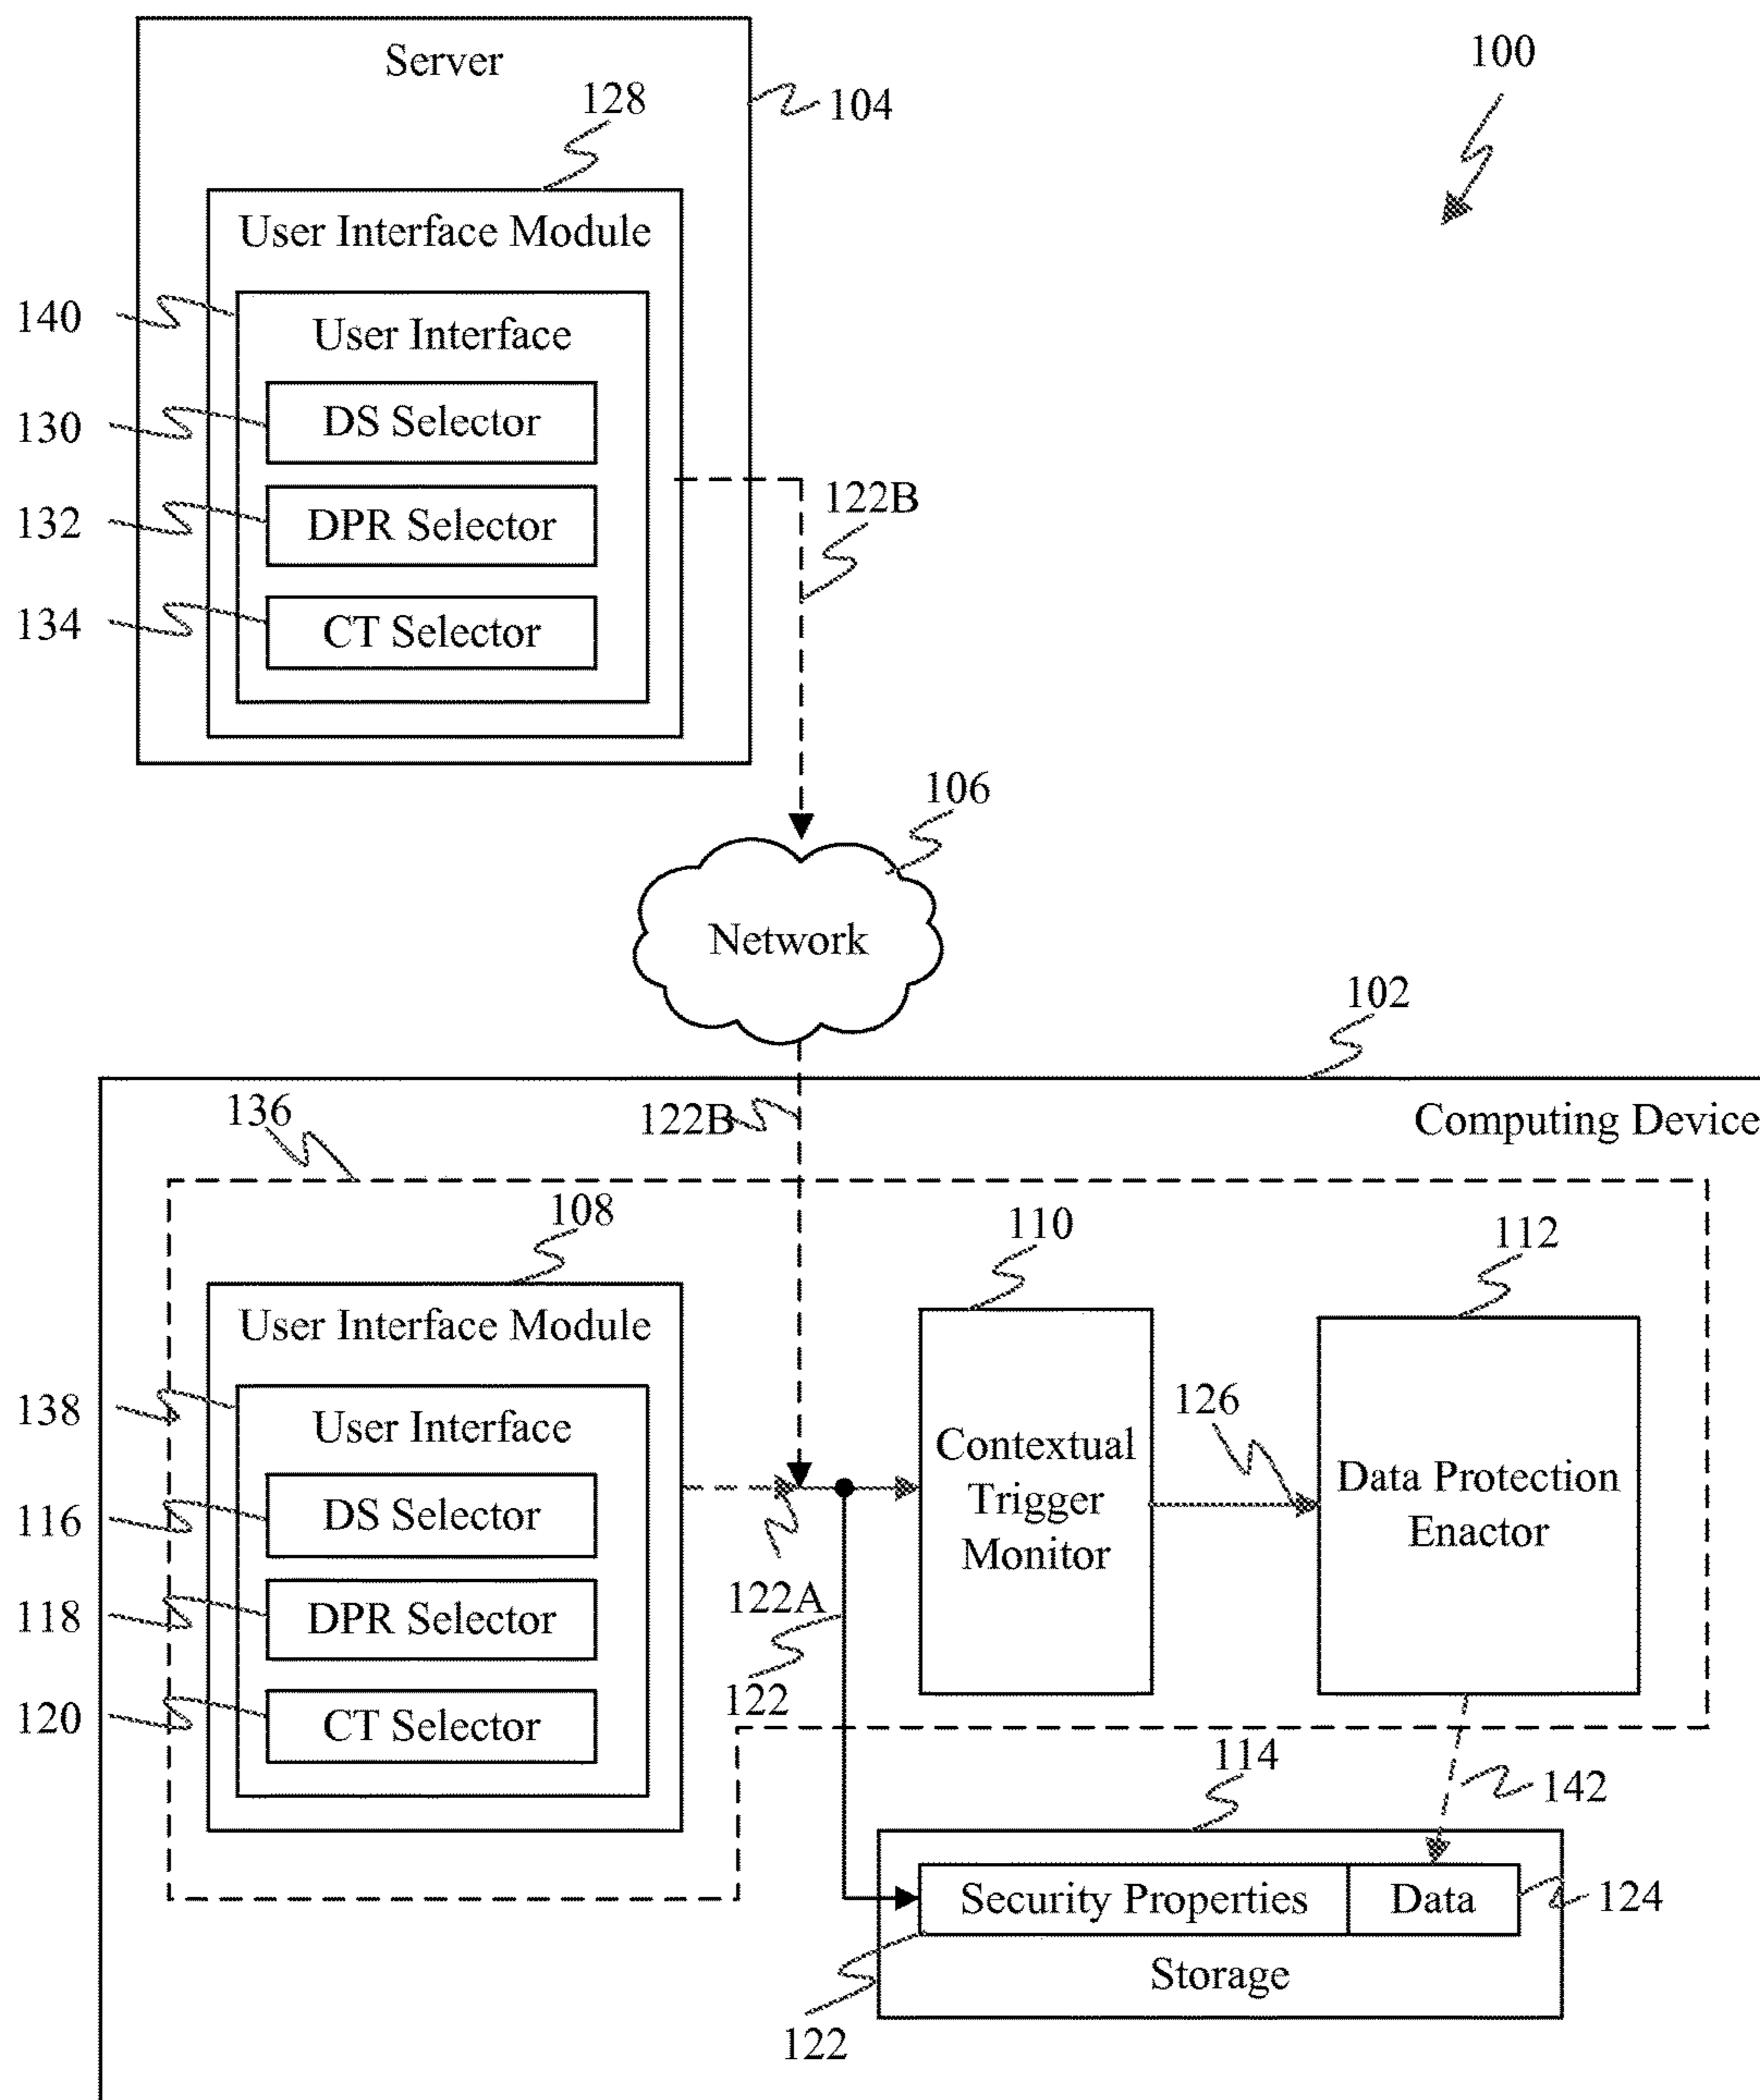 100
Server
104
128
User Interface Module
140
User Interface
130
DS Selector
122B
132
DPR Selector
134
CT Selector
106
Network
102
122B
Computing Device
136
108
110
112
User Interface Module
138
User Interface
126
Contextual
Trigger
Monitor
Data Protection
Enactor
116
DS Selector
122A
118
DPR Selector
122
120
CT Selector
114
142
Security Properties
Data
124
Storage
122